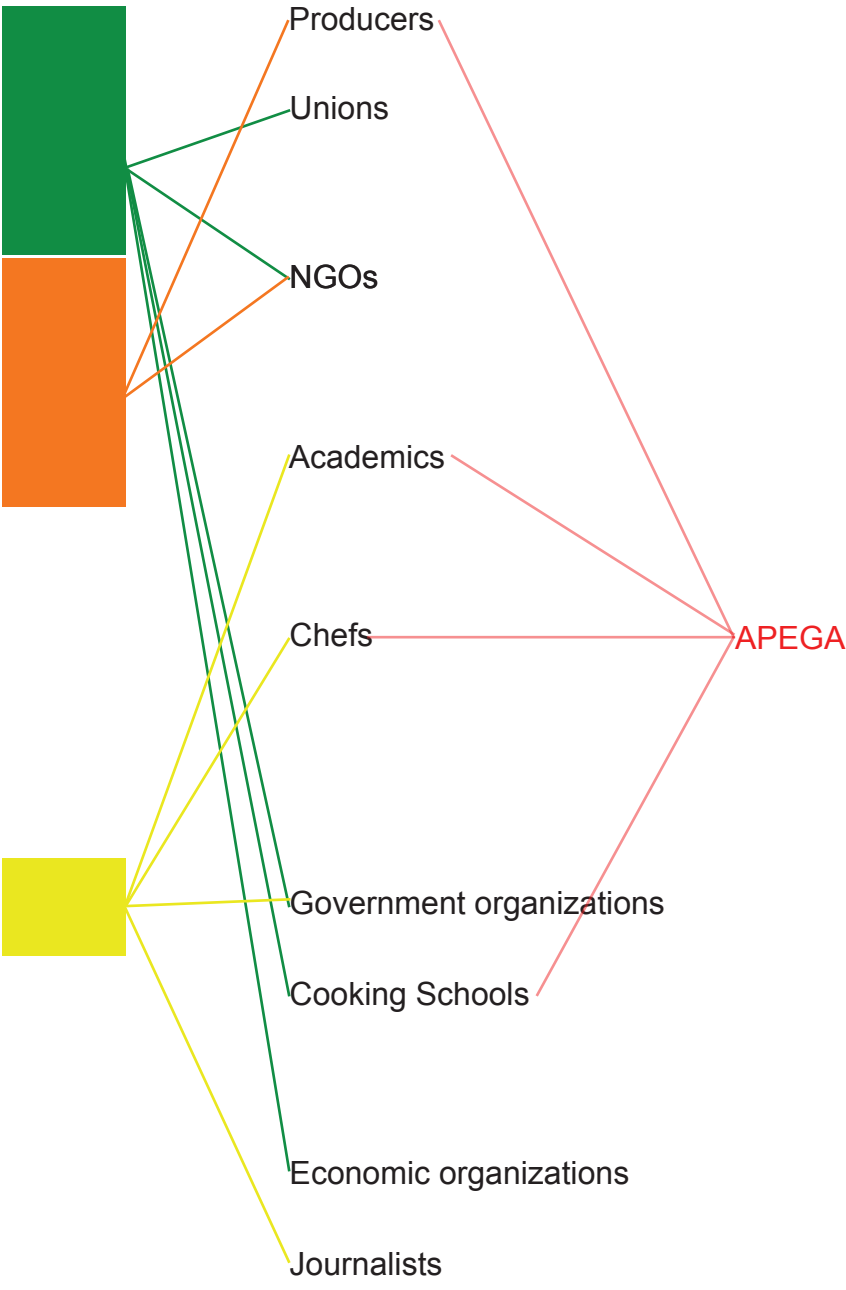 Producers
Unions
NGOs
Academics
Chefs
APEGA
Government organizations
Cooking Schools
Economic organizations
Journalists